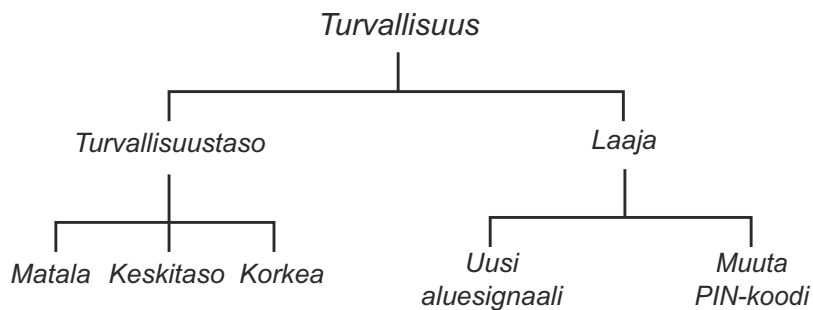 Turvallisuus
Turvallisuustaso
Laaja
Matala Keskitaso Korkea
Uusi
aluesignaali
Muuta
PIN-koodi